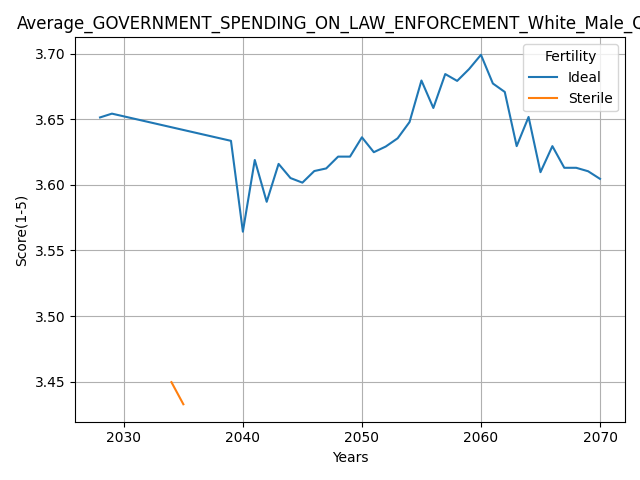 Average_GOVERNMENT_SPENDING_ON_LAW_ENFORCEMENT_White_Male_
Fertility
Ideal
Sterile
Score(1-5)
3.70
3.65
3.60
3.55
3.50
3.45
2030 2040 2050 2060 2070
Years